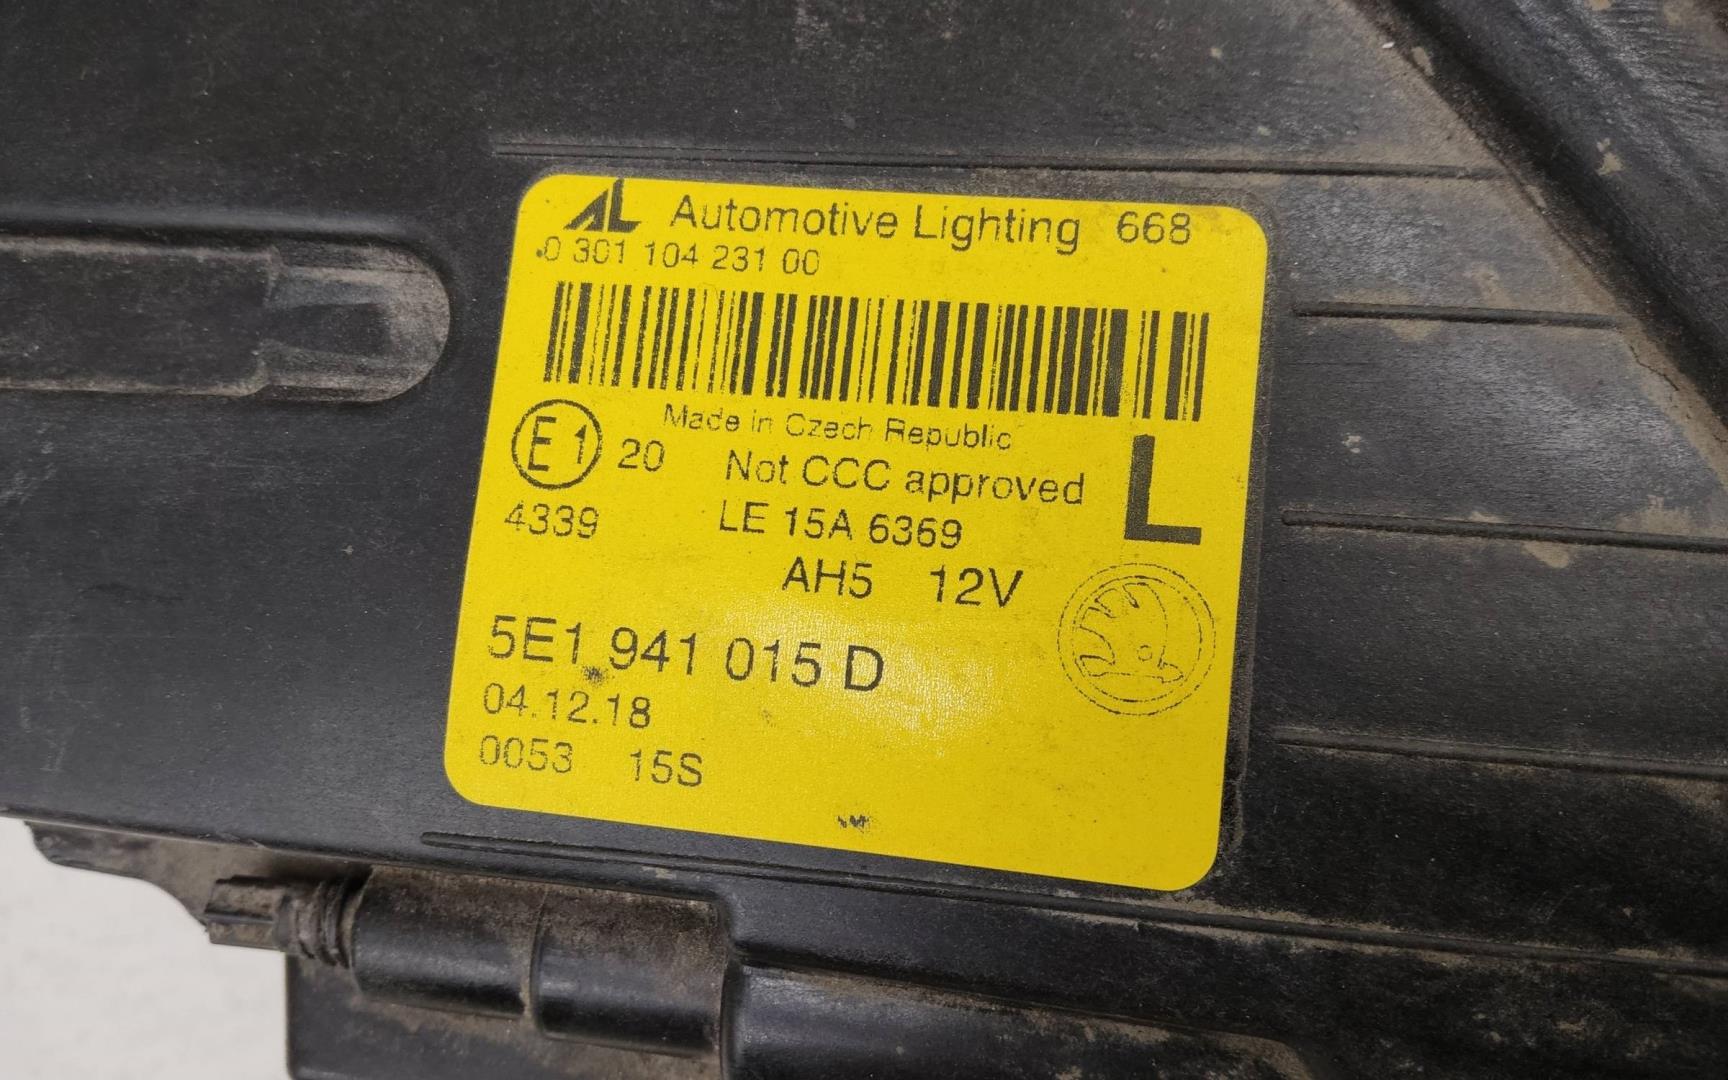 AL Automotive Lighting 668
0 301 104 231 00
Made in Czech Republic
E1 20 Not CCC approved L
4339 LE 15A 6369
AH5 12V
5E1 941 015 D
04.12.18
0053 15S